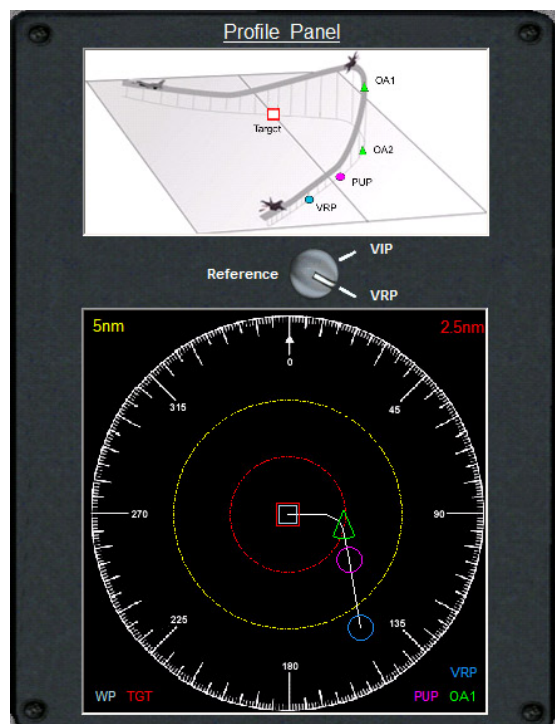 Profile Panel
OA1
Target
OA2
PUP
VRP
VIP
Reference
VRP
5nm
2.5nm
0
315
45
270
90
225
135
180
VRP
WP TGT
PUP OA1